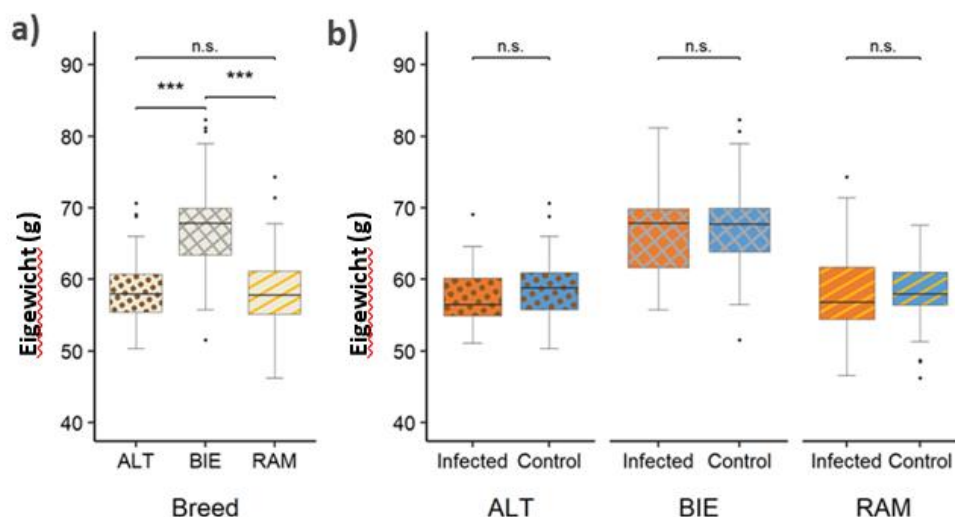 a)
n.s.
***
***
Eigewicht (g)
90
80
70
60
50
40
ALT BIE RAM
Breed
b)
n.s.
n.s.
n.s.
Eigewicht (g)
90
80
70
60
50
40
Infected Control
Infected Control
Infected Control
ALT
BIE
RAM